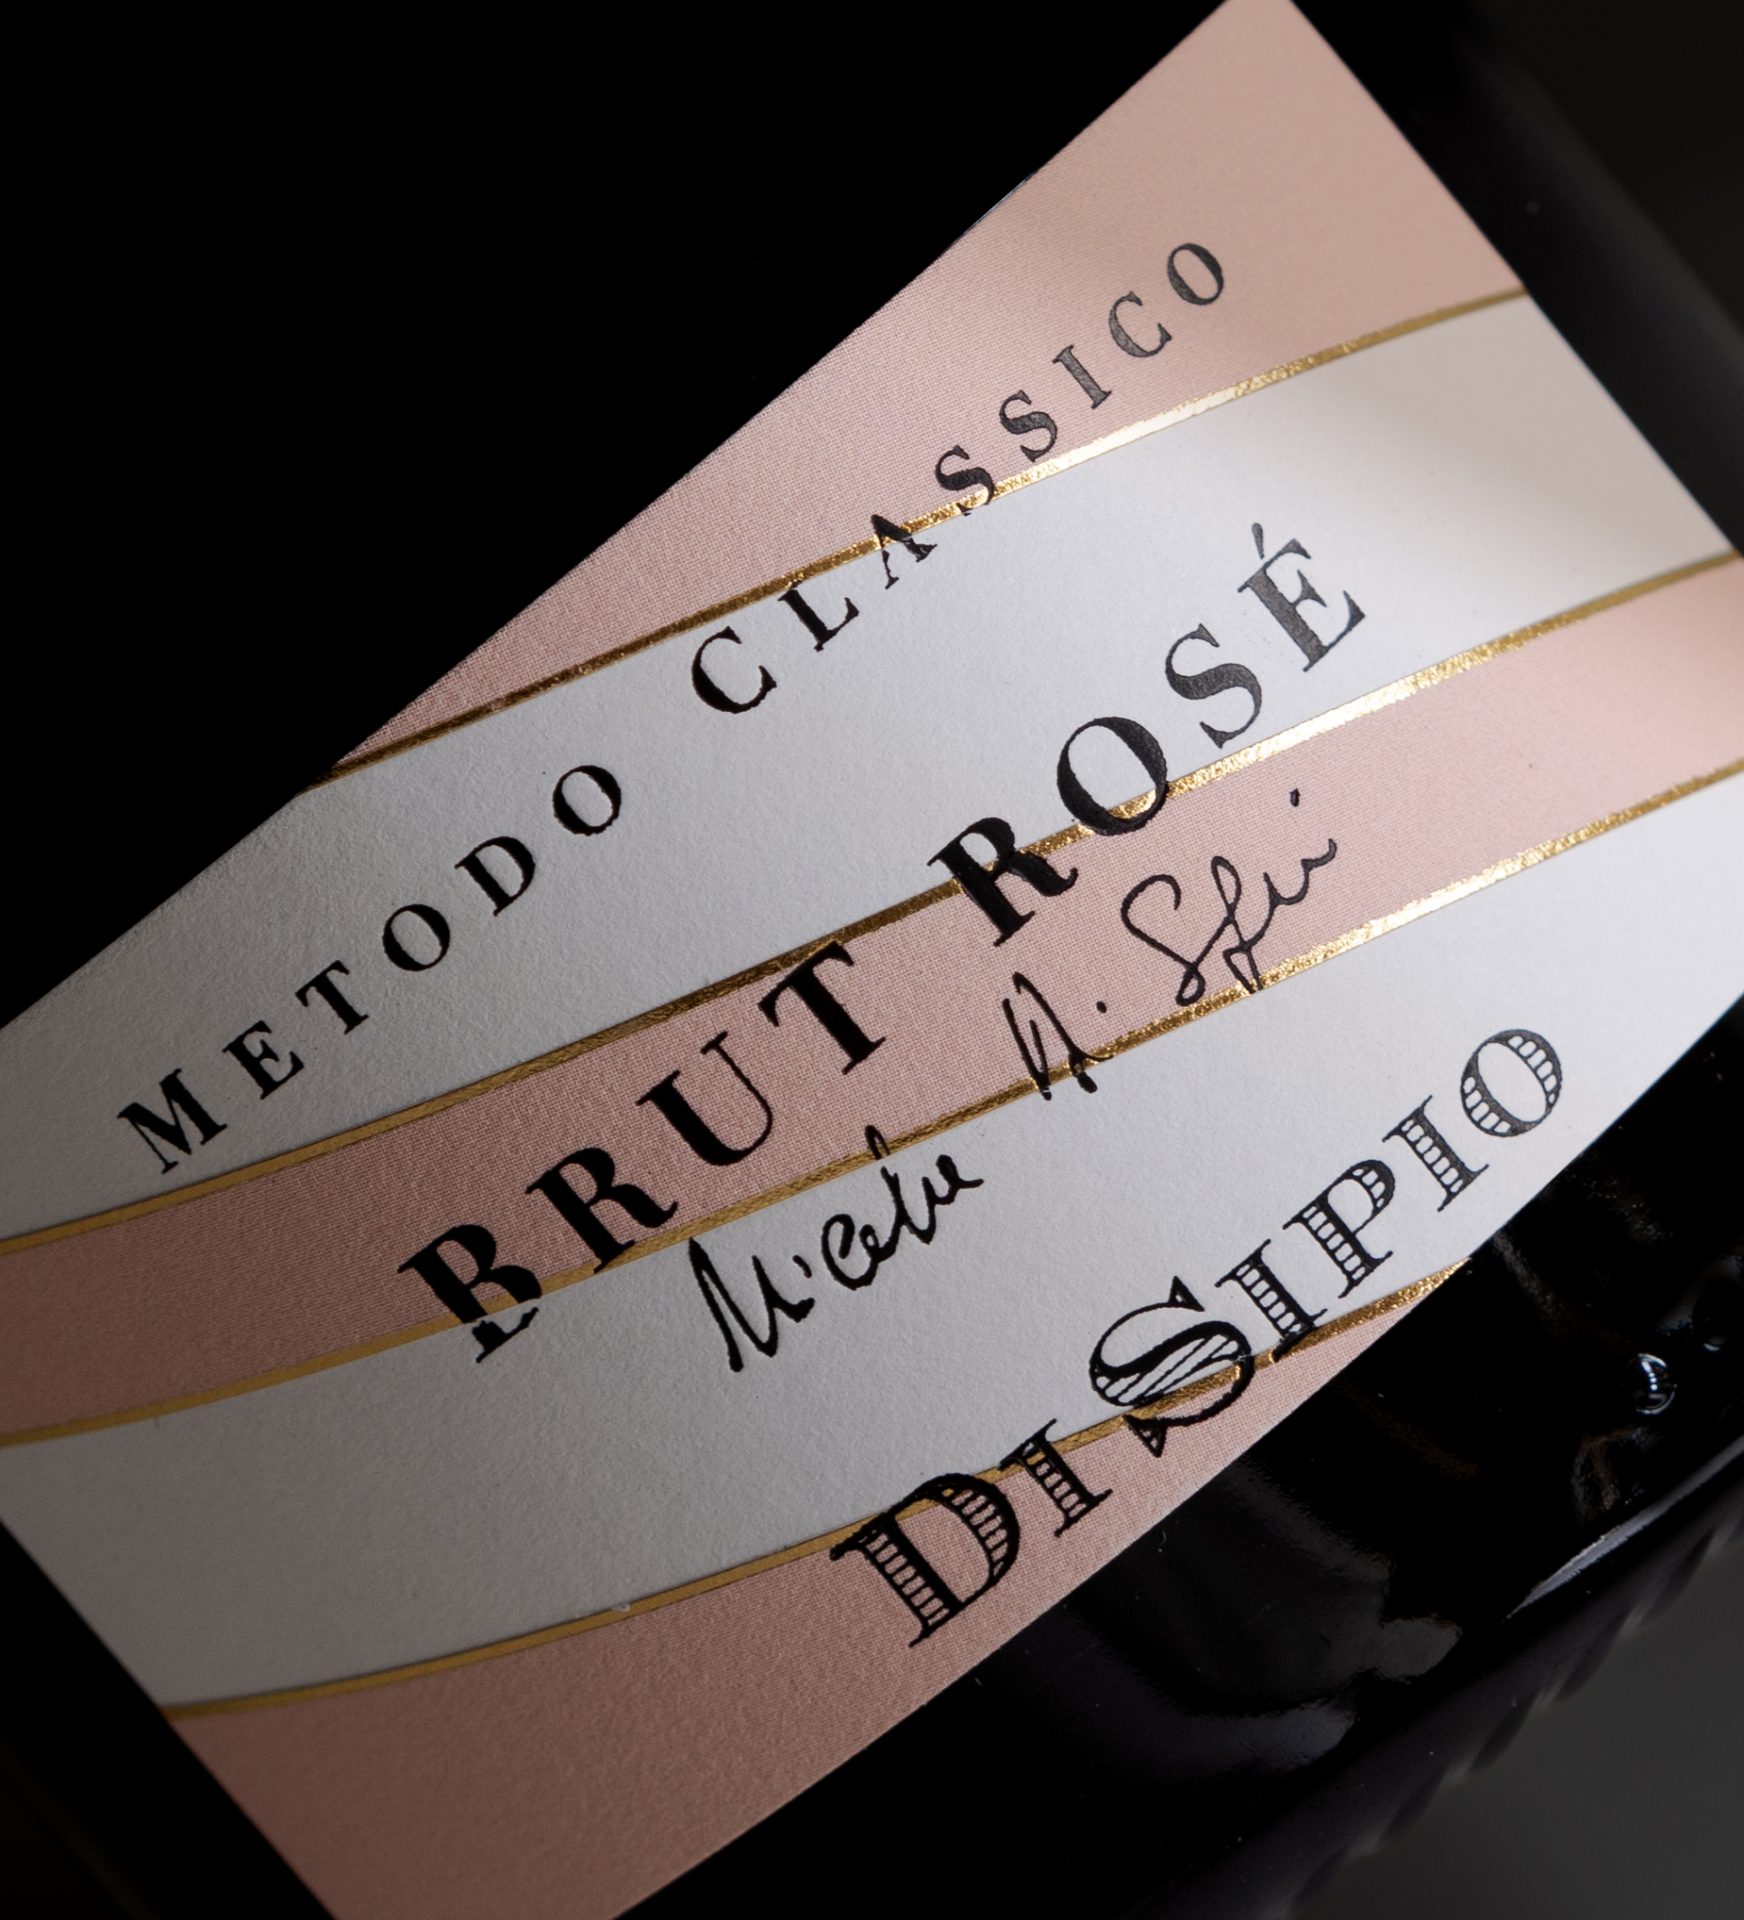 METODO CLASSICO
BRUT ROSÉ
DI SIPIO